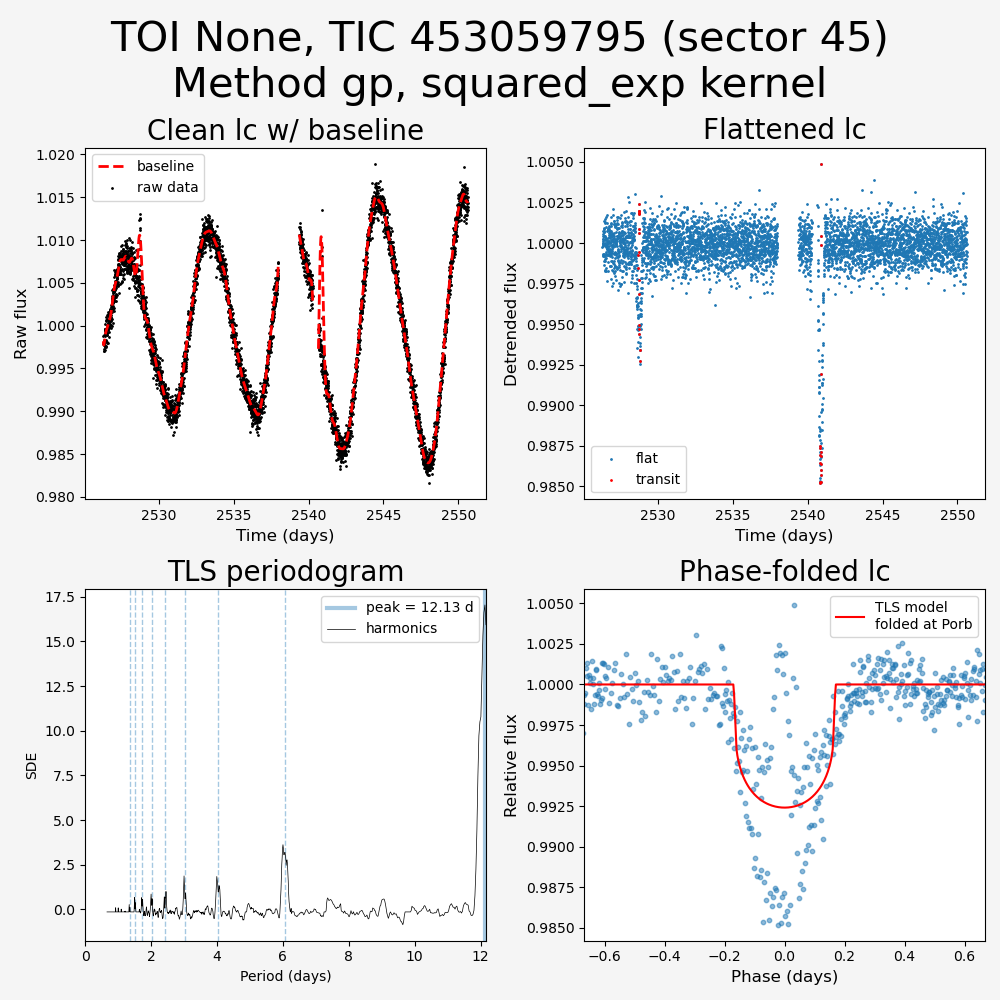 TOI None, TIC 453059795 (sector 45)
Method gp, squared_exp kernel
Clean lc w/ baseline
1.020
1.015
1.010
1.005
1.000
0.995
0.990
0.985
0.980
Raw flux
baseline
raw data
2530
2535
2540
2545
2550
Time (days)
Flattened lc
1.0050
1.0025
1.0000
0.9975
0.9950
0.9925
0.9900
0.9875
0.9850
Detrended flux
flat
transit
2530
2535
2540
2545
2550
Time (days)
TLS periodogram
17.5
15.0
12.5
10.0
7.5
5.0
2.5
0.0
SDE
peak = 12.13 d
harmonics
0
2
4
6
8
10
12
Period (days)
Phase-folded lc
1.0050
1.0025
1.0000
0.9975
0.9950
0.9925
0.9900
0.9875
0.9850
Relative flux
TLS model
folded at Porb
−0.6
−0.4
−0.2
0.0
0.2
0.4
0.6
Phase (days)